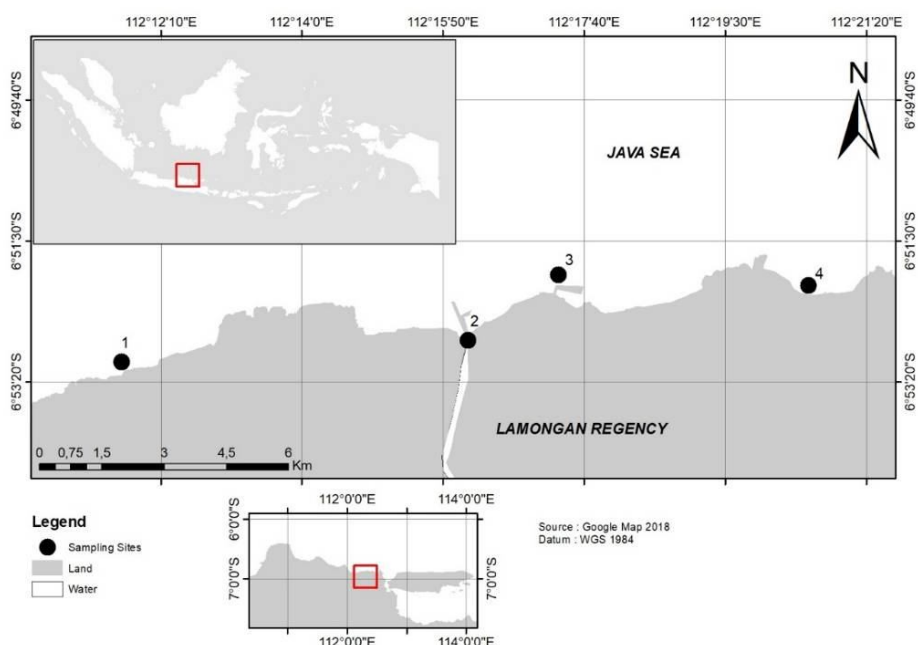 112°12'10"E 112°14'0"E 112°15'50"E 112°17'40"E 112°19'30"E 112°21'20"E
6°49'40"S 6°49'40"S
N
JAVA SEA
6°51'30"S 6°51'30"S
3
4
2
1
6°53'20"S 6°53'20"S
LAMONGAN REGENCY
0 0,75 1,5 3 4,5 6
Km
Legend
Sampling Sites
Land
Water
112°0'0"E 114°0'0"E
6°0'0"S 6°0'0"S
7°0'0"S 7°0'0"S
112°0'0"E 114°0'0"E
Source : Google Map 2018
Datum : WGS 1984